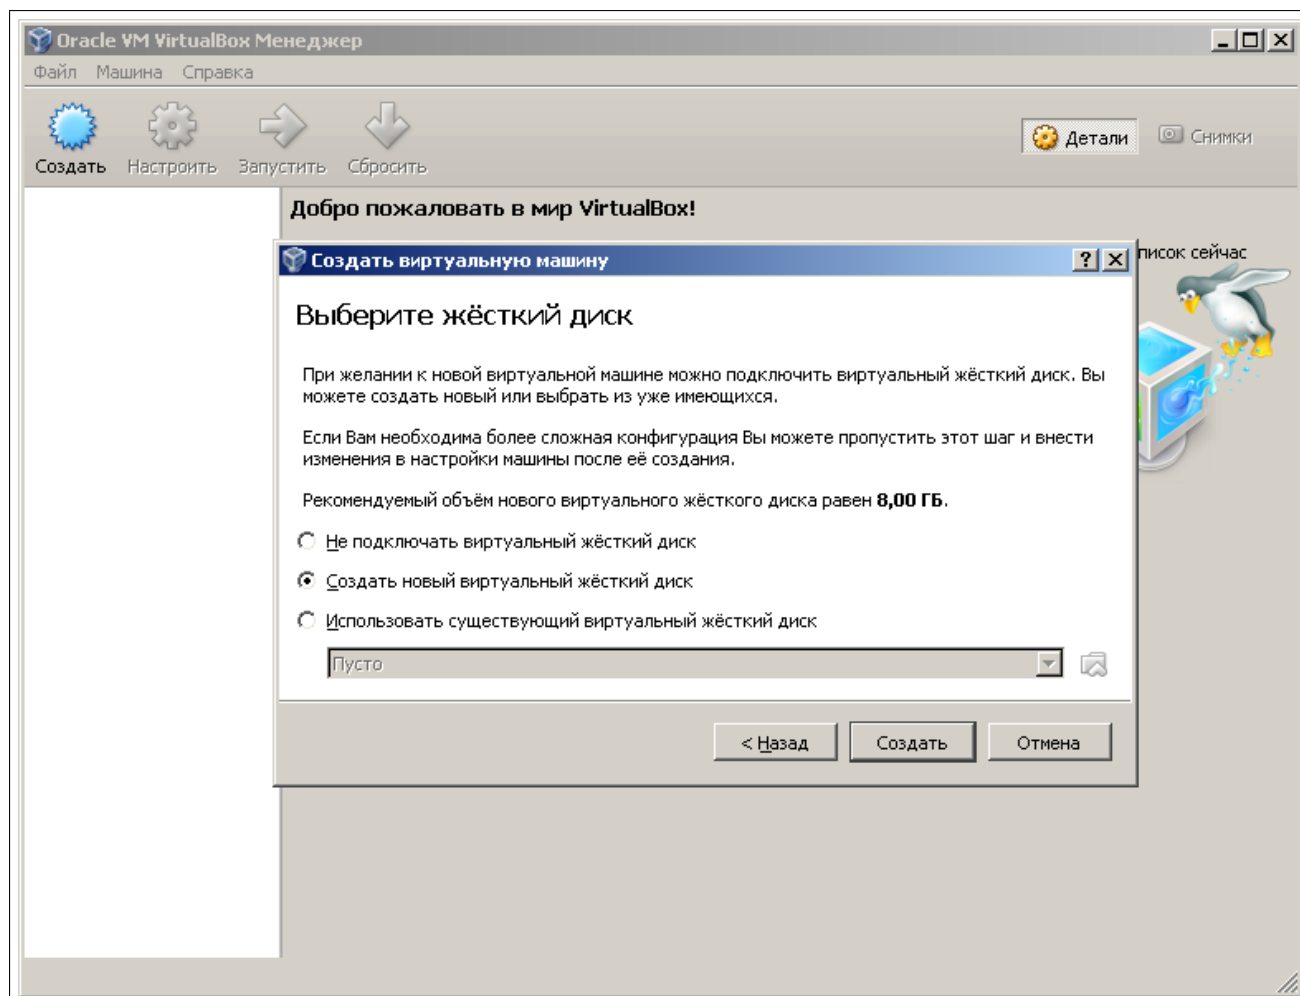 Oracle VM VirtualBox Менеджер
Файл Машина Справка
Создать Настроить Запустить Сбросить
Детали Снимки
Добро пожаловать в мир VirtualBox!
писок сейчас
Создать виртуальную машину
Выберите жёсткий диск
При желании к новой виртуальной машине можно подключить виртуальный жёсткий диск. Вы
можете создать новый или выбрать из уже имеющихся.
Если Вам необходима более сложная конфигурация Вы можете пропустить этот шаг и внести
изменения в настройки машины после её создания.
Рекомендуемый объём нового виртуального жёсткого диска равен 8,00 ГБ.
Не подключать виртуальный жёсткий диск
Создать новый виртуальный жёсткий диск
Использовать существующий виртуальный жёсткий диск
Пусто
< Назад Создать Отмена